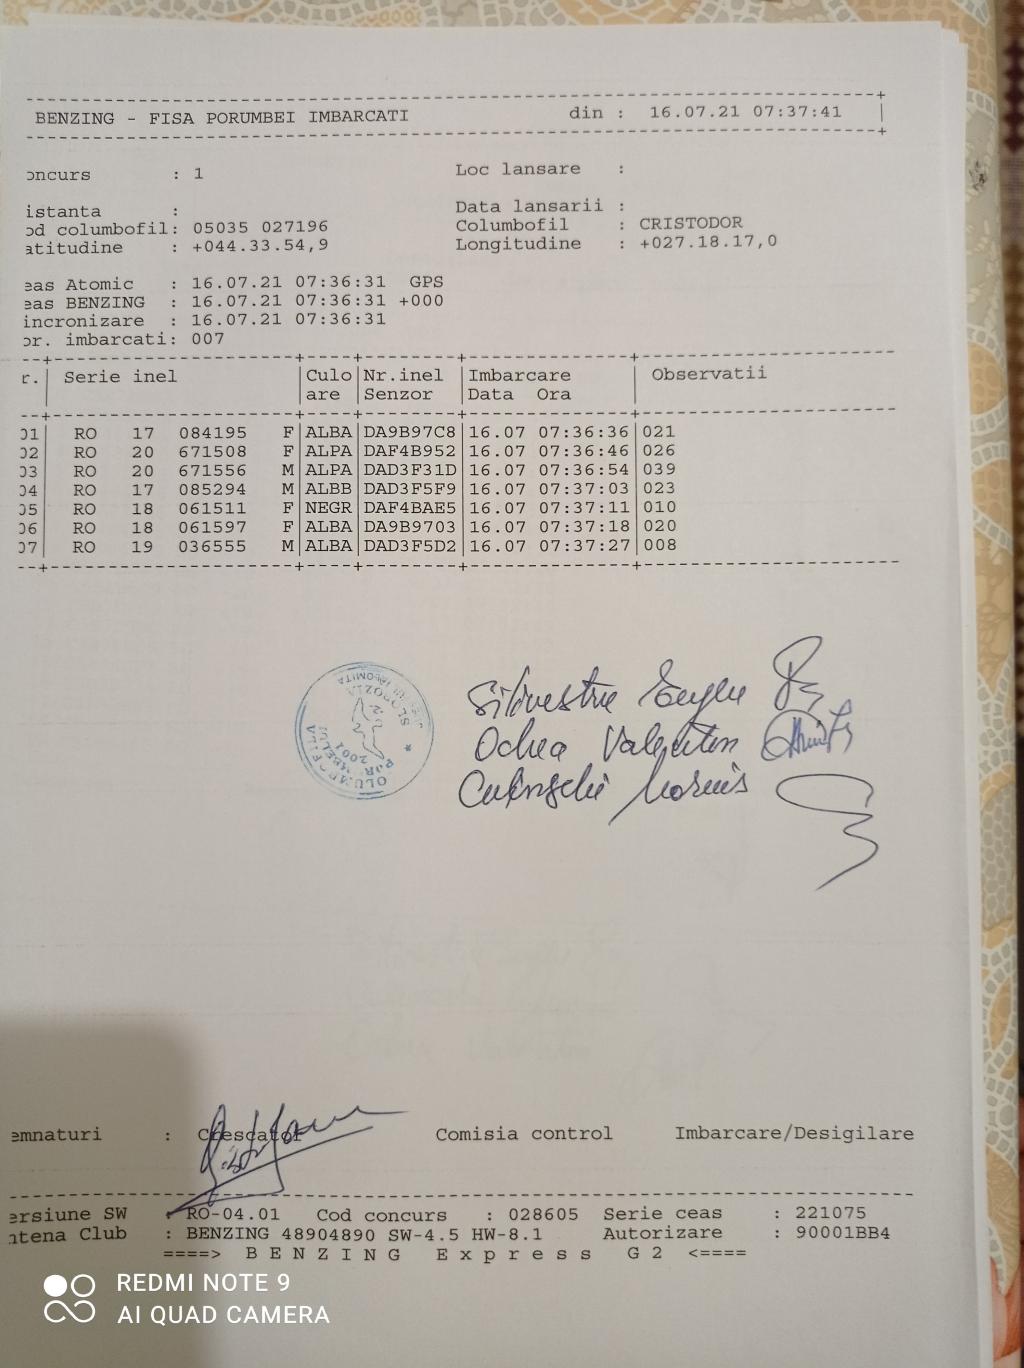 BENZING - FISA PORUMBEI IMBARCATI din : 16.07.21 07:37:41
oncurs : 1 Loc lansare :
istanta : Data lansarii :
od columbofil: 05035 027196 Columbofil : CRISTODOR
atitudine : +044.33.54,9 Longitudine : +027.18.17,0
eas Atomic : 16.07.21 07:36:31 GPS
eas BENZING : 16.07.21 07:36:31 +000
incronizare : 16.07.21 07:36:31
or. imbarcati: 007
r. Serie inel Culo Nr.inel Imbarcare Observatii
are Senzor Data Ora
01 RO 17 084195 F ALBA DA9B97C8 16.07 07:36:36 021
02 RO 20 671508 F ALPA DAF4B952 16.07 07:36:46 026
03 RO 20 671556 M ALPA DAD3F31D 16.07 07:36:54 039
04 RO 17 085294 M ALBB DAD3F5F9 16.07 07:37:03 023
05 RO 18 061511 F NEGR DAF4BAE5 16.07 07:37:11 010
06 RO 18 061597 F ALBA DA9B9703 16.07 07:37:18 020
07 RO 19 036555 M ALBA DAD3F5D2 16.07 07:37:27 008
SLOBOZIA
2001
Silivestru
Ochea Valentin
emnaturi : Crescator Comisia control Imbarcare/Desigilare
ersiune SW : RO-04.01 Cod concurs : 028605 Serie ceas : 221075
ntena Club : BENZING 48904890 SW-4.5 HW-8.1 Autorizare : 90001BB4
====> B E N Z I N G E x p r e s s G 2 <====
REDMI NOTE 9
AI QUAD CAMERA